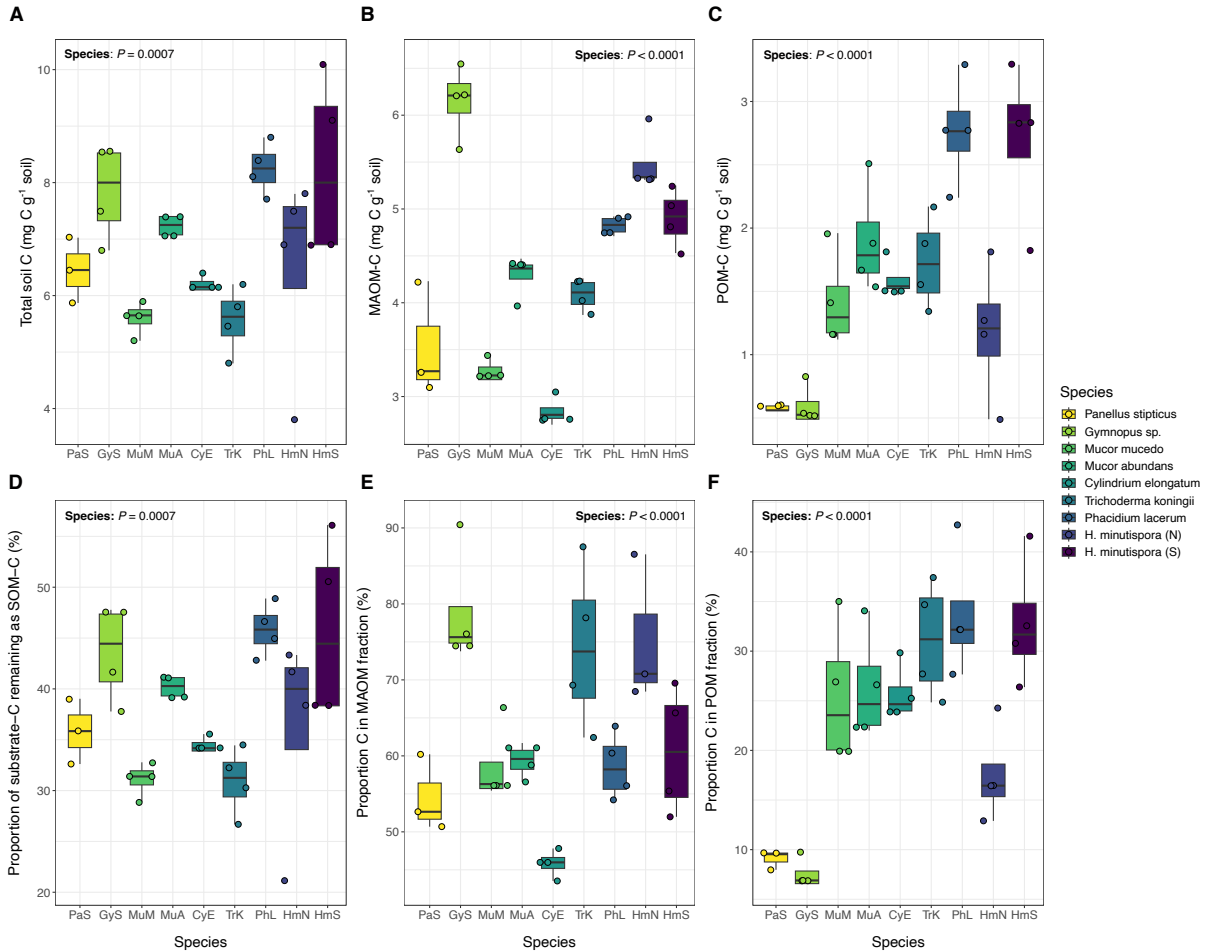 A
Species: P = 0.0007
Total soil C (mg C g⁻¹ soil)
10
8
6
4
PaS GyS MuM MuA CyE TrK PhL HmN HmS
B
Species: P < 0.0001
MAOM-C (mg C g⁻¹ soil)
6
5
4
3
PaS GyS MuM MuA CyE TrK PhL HmN HmS
C
Species: P < 0.0001
POM-C (mg C g⁻¹ soil)
3
2
1
PaS GyS MuM MuA CyE TrK PhL HmN HmS
D
Species: P = 0.0007
Proportion of substrate-C remaining as SOM-C (%)
50
40
30
20
PaS GyS MuM MuA CyE TrK PhL HmN HmS
Species
E
Species: P < 0.0001
Proportion C in MAOM fraction (%)
90
80
70
60
50
PaS GyS MuM MuA CyE TrK PhL HmN HmS
Species
F
Species: P < 0.0001
Proportion C in POM fraction (%)
40
30
20
10
PaS GyS MuM MuA CyE TrK PhL HmN HmS
Species
Species
Panellus stipticus
Gymnopus sp.
Mucor mucedo
Mucor abundans
Cylindrium elongatum
Trichoderma koningii
Phacidium lacerum
H. minutispora (N)
H. minutispora (S)